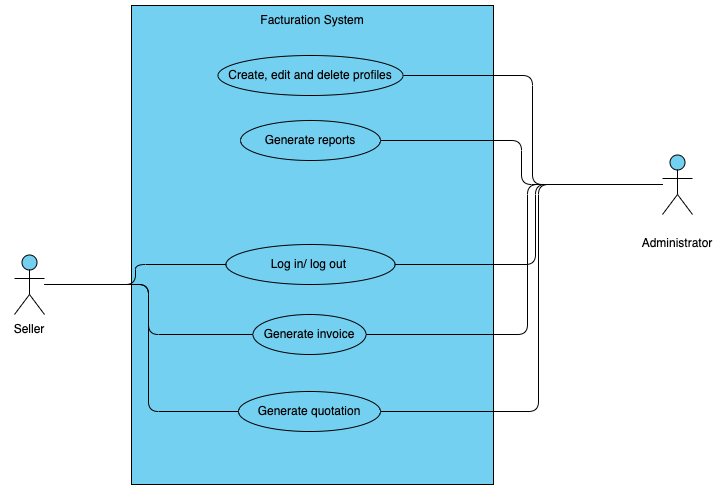 Facturation System
Create, edit and delete profiles
Generate reports
Administrator
Log in/ log out
Seller
Generate invoice
Generate quotation